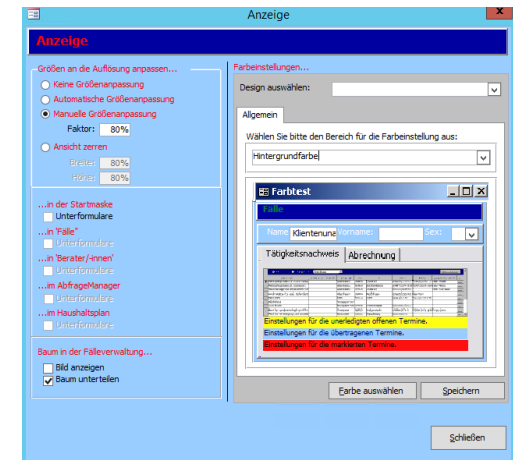 Anzeige
X
Anzeige
Größen an die Auflösung anpassen...
Keine Größenanpassung
Automatische Größenanpassung
Manuelle Größenanpassung
Faktor: 80%
Ansicht zerren
Breite: 80%
Höhe: 80%
...in der Startmaske
Unterformulare
...in 'Fälle'
Unterformulare
...in 'Berater/-innen'
Unterformulare
...im AbfrageManager
Unterformulare
...im Haushaltsplan
Unterformulare
Baum in der Fälleverwaltung...
Bild anzeigen
Baum unterteilen
Farbeinstellungen...
Design auswählen:
Allgemein
Wählen Sie bitte den Bereich für die Farbeinstellung aus:
Hintergrundfarbe
Farbtest
Fälle
Name Klientenuna Vorname: Sex:
Tätigkeitsnachweis Abrechnung
Einstellungen für die unerledigten offenen Termine.
Einstellungen für die übertragenen Termine.
Einstellungen für die markierten Termine.
Farbe auswählen Speichern
Schließen